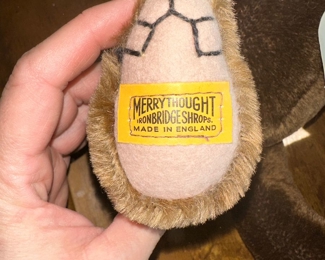 MERRYTHOUGHT
IRONBRIDGE SHROPS.
MADE IN ENGLAND